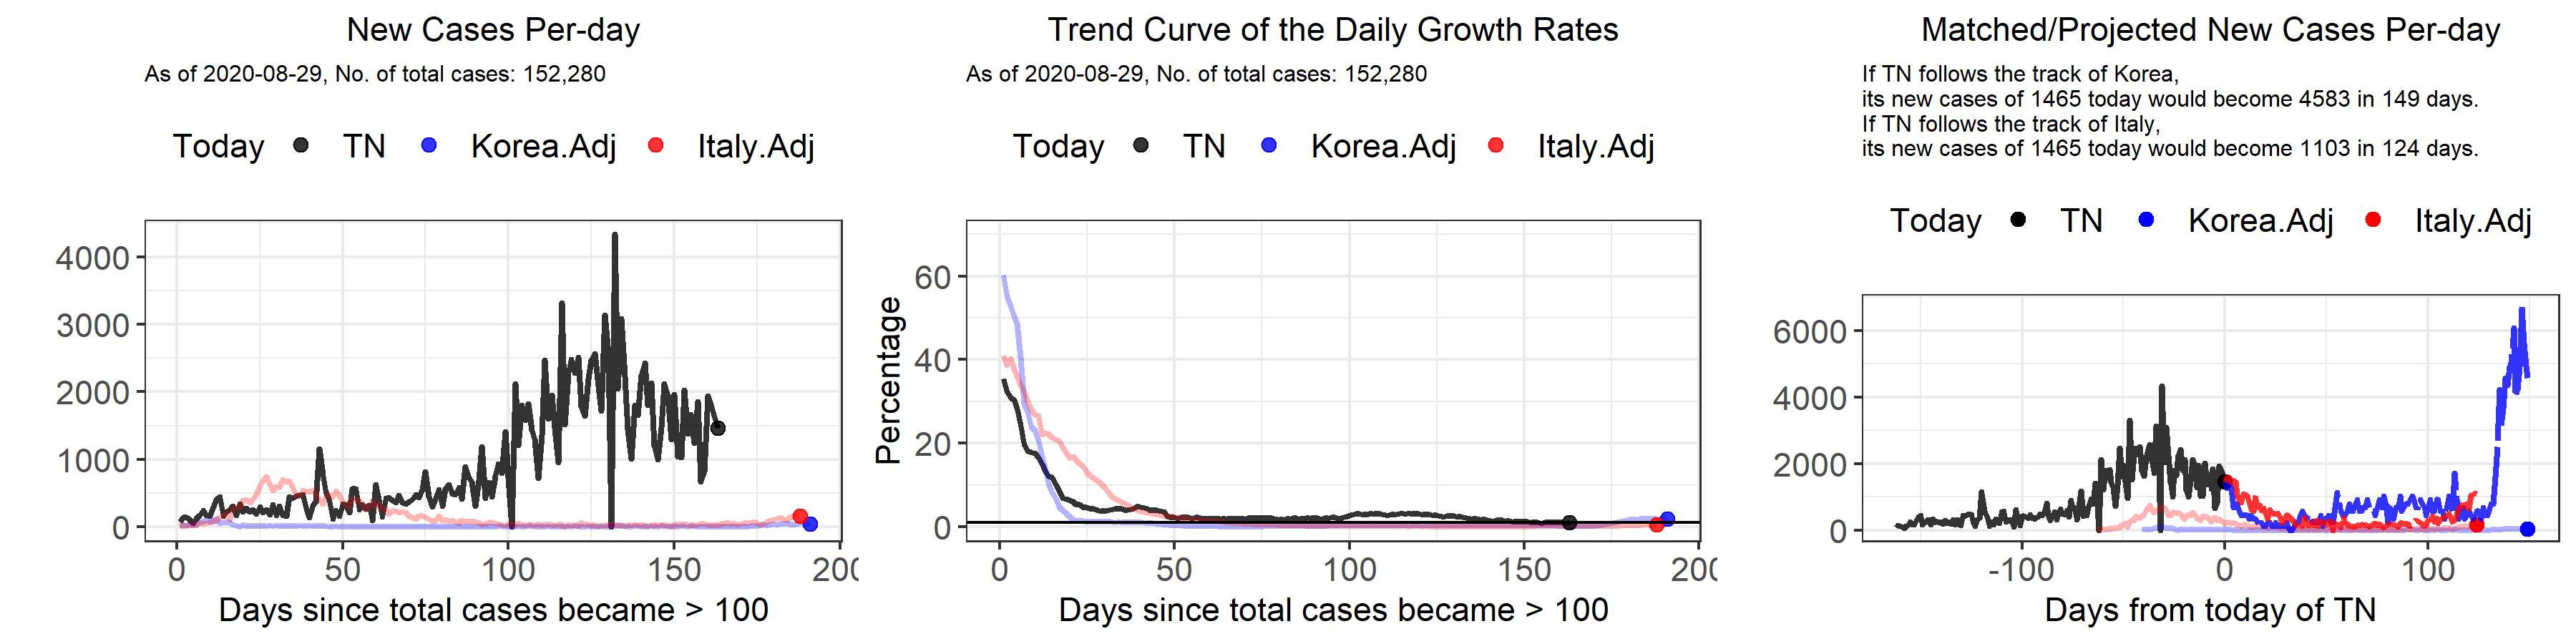 New Cases Per-day
As of 2020-08-29, No. of total cases: 152,280
Today TN Korea.Adj Italy.Adj
4000
3000
2000
1000
0
0 50 100 150 200
Days since total cases became > 100
Trend Curve of the Daily Growth Rates
As of 2020-08-29, No. of total cases: 152,280
Today TN Korea.Adj Italy.Adj
Percentage
60
40
20
0
0 50 100 150 200
Days since total cases became > 100
Matched/Projected New Cases Per-day
If TN follows the track of Korea,
its new cases of 1465 today would become 4583 in 149 days.
If TN follows the track of Italy,
its new cases of 1465 today would become 1103 in 124 days.
Today TN Korea.Adj Italy.Adj
6000
4000
2000
0
-100 0 100
Days from today of TN